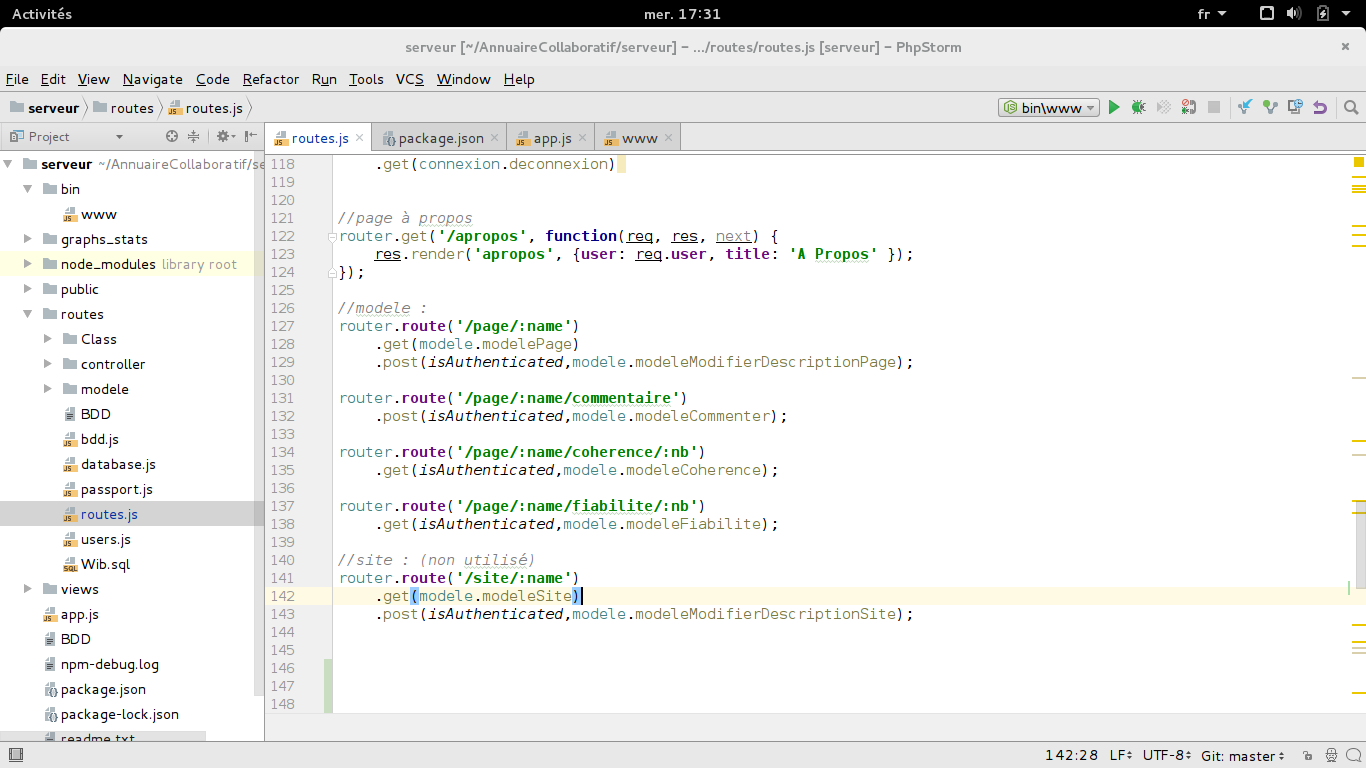 Activités
mer. 17:31
fr
serveur [~/AnnuaireCollaboratif/serveur] – .../routes/routes.js [serveur] – PhpStorm
File Edit View Navigate Code Refactor Run Tools VCS Window Help
serveur routes routes.js
bin\www
Project
routes.js package.json app.js www
serveur ~/AnnuaireCollaboratif/se
bin
www
graphs_stats
node_modules library root
public
routes
Class
controller
modele
BDD
bdd.js
database.js
passport.js
routes.js
users.js
Wib.sql
views
app.js
BDD
npm-debug.log
package.json
package-lock.json
readme.txt
118 .get(connexion.deconnexion)
119
120
121 //page à propos
122 router.get('/apropos', function(req, res, next) {
123 res.render('apropos', {user: req.user, title: 'A Propos' });
124 });
125
126 //modele :
127 router.route('/page/:name')
128 .get(modele.modelePage)
129 .post(isAuthenticated,modele.modeleModifierDescriptionPage);
130
131 router.route('/page/:name/commentaire')
132 .post(isAuthenticated,modele.modeleCommenter);
133
134 router.route('/page/:name/coherence/:nb')
135 .get(isAuthenticated,modele.modeleCoherence);
136
137 router.route('/page/:name/fiabilite/:nb')
138 .get(isAuthenticated,modele.modeleFiabilite);
139
140 //site : (non utilisé)
141 router.route('/site/:name')
142 .get(modele.modeleSite)
143 .post(isAuthenticated,modele.modeleModifierDescriptionSite);
144
145
146
147
148
142:28 LF UTF-8 Git: master